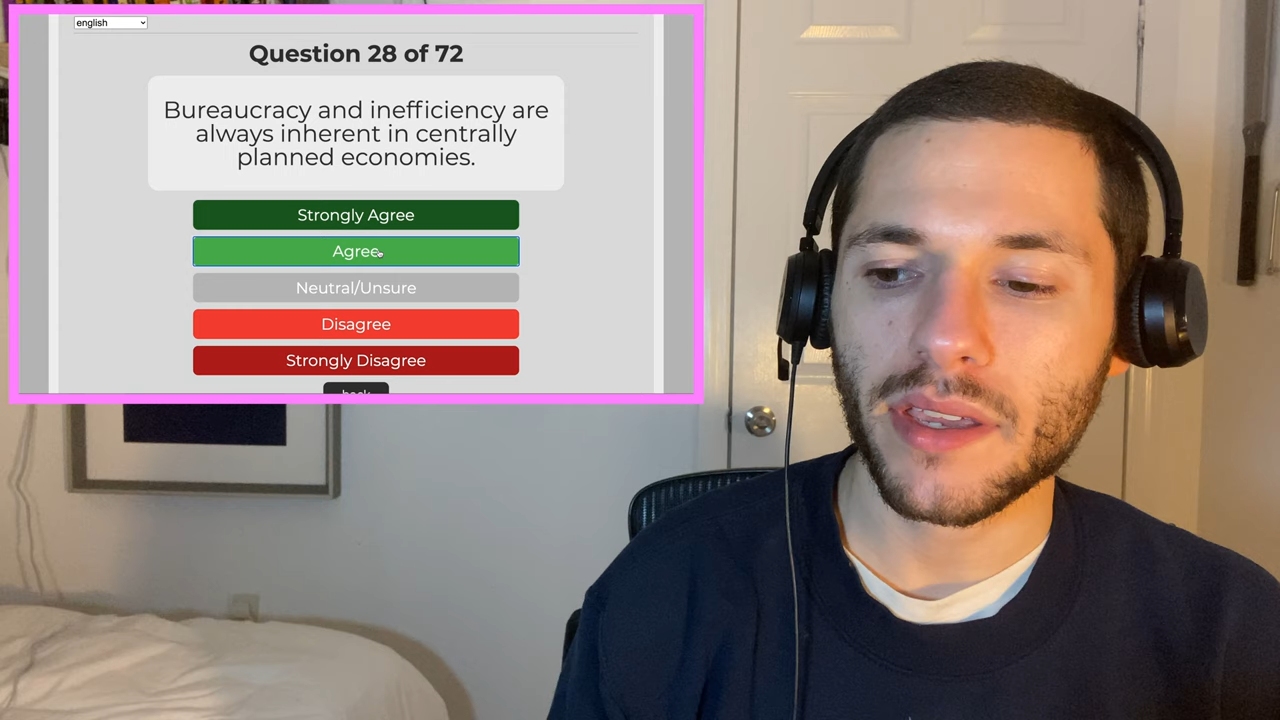 english
Question 28 of 72
Bureaucracy and inefficiency are
always inherent in centrally
planned economies.
Strongly Agree
Agree
Neutral/Unsure
Disagree
Strongly Disagree
back